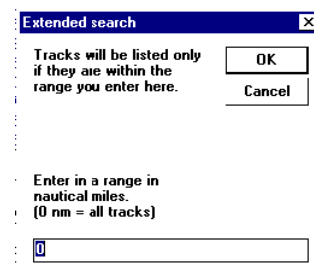 Extended search
Tracks will be listed only
if they are within the
range you enter here.
OK
Cancel
Enter in a range in
nautical miles.
(0 nm = all tracks)
0